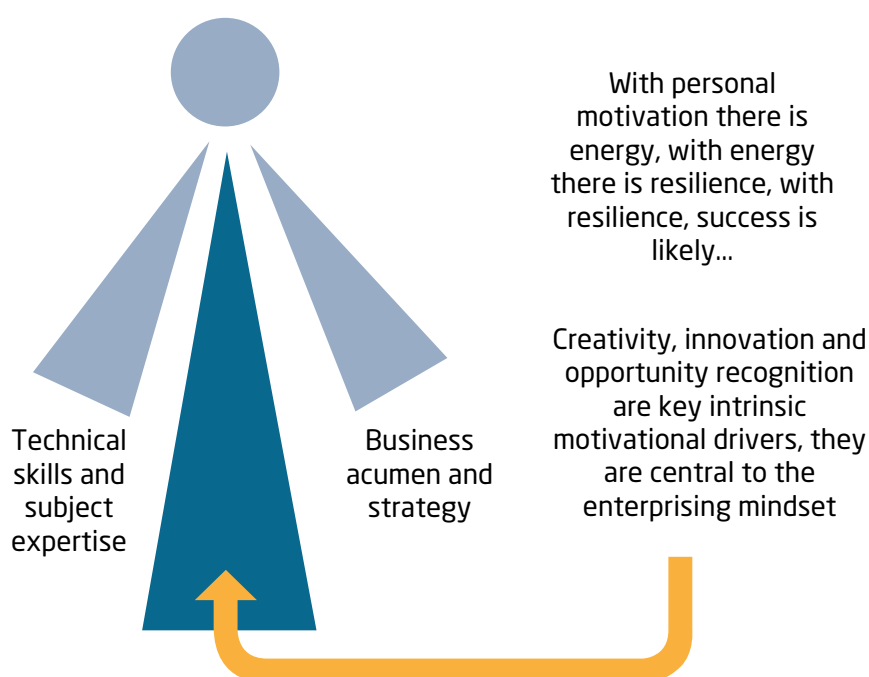 With personal
motivation there is
energy, with energy
there is resilience, with
resilience, success is
likely...
Creativity, innovation and
opportunity recognition
are key intrinsic
motivational drivers, they
are central to the
enterprising mindset
Technical
skills and
subject
expertise
Business
acumen and
strategy